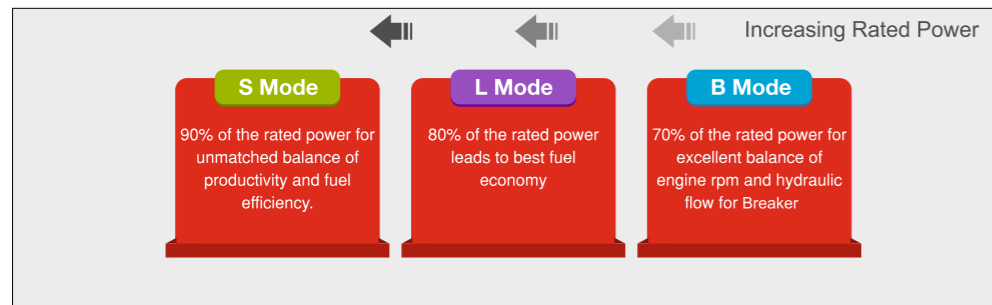 Increasing Rated Power
S Mode
90% of the rated power for
unmatched balance of
productivity and fuel
efficiency.
L Mode
80% of the rated power
leads to best fuel
economy
B Mode
70% of the rated power for
excellent balance of
engine rpm and hydraulic
flow for Breaker